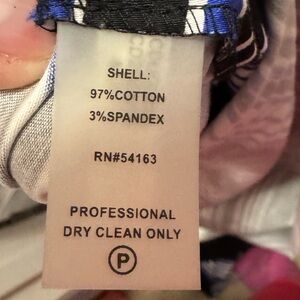 SHELL:
97%COTTON
3%SPANDEX
RN#54163
PROFESSIONAL
DRY CLEAN ONLY
P